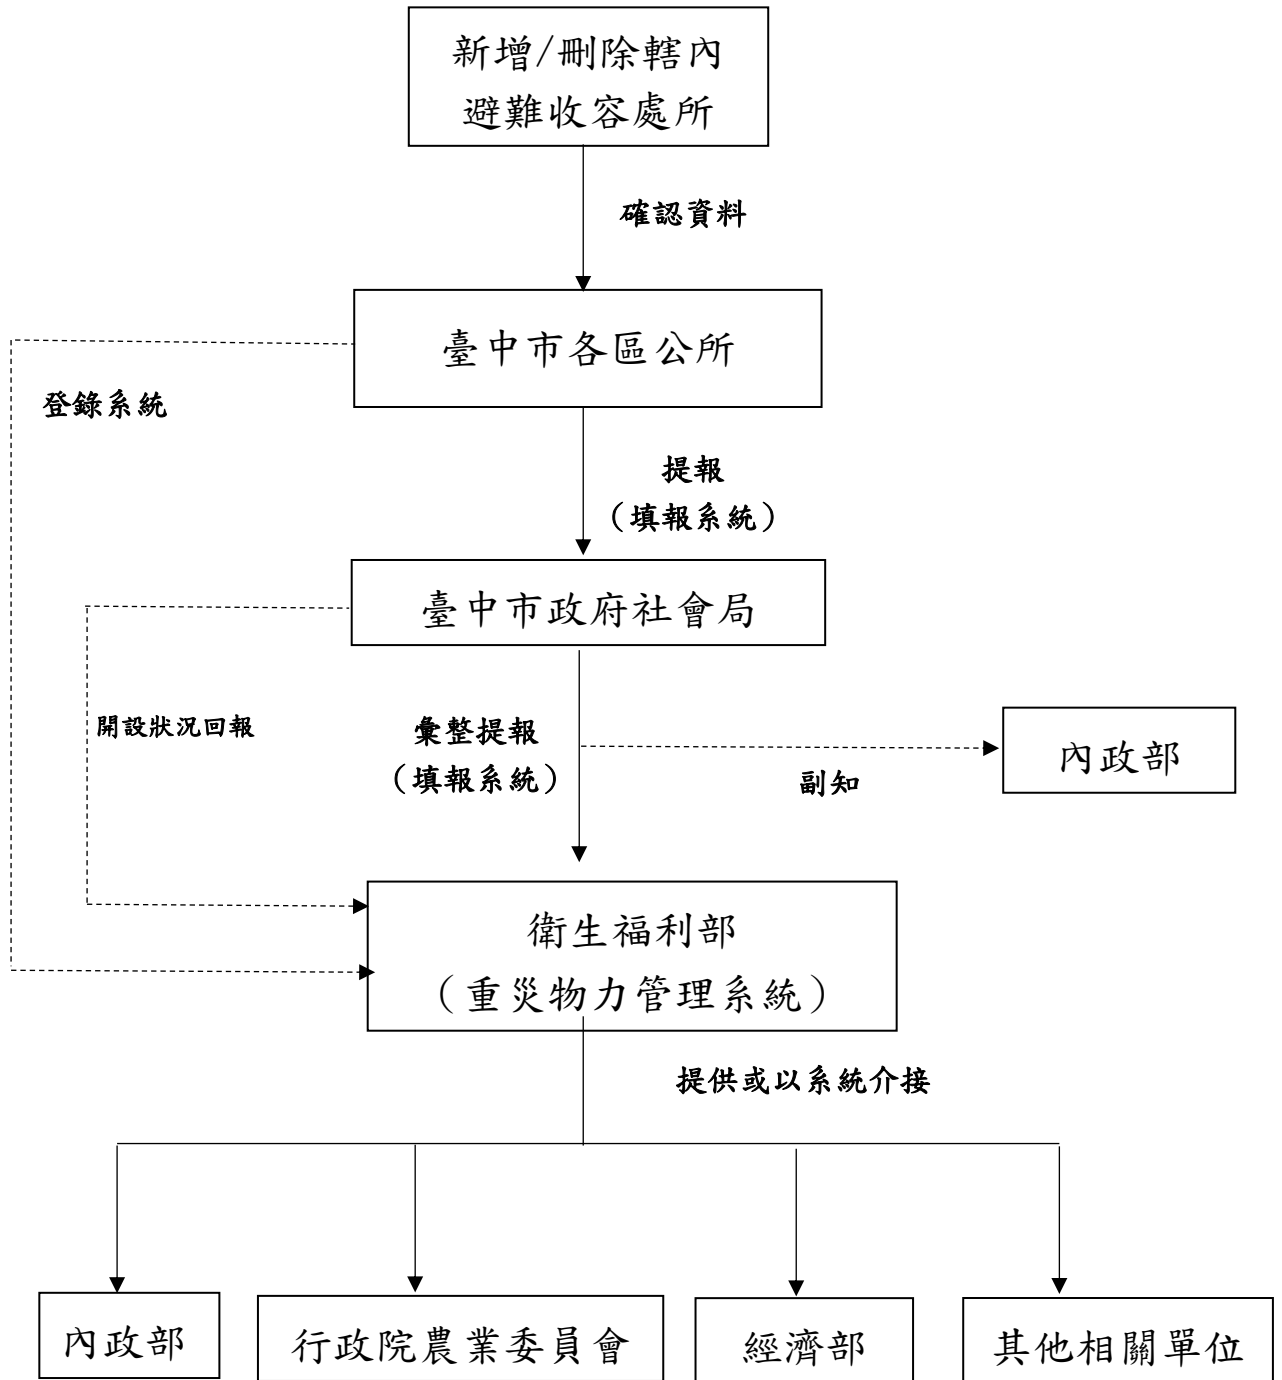 新增/刪除轄內
避難收容處所
確認資料
臺中市各區公所
登錄系統
提報
（填報系統）
臺中市政府社會局
開設狀況回報
彙整提報
（填報系統）
副知
內政部
衛生福利部
（重災物力管理系統）
提供或以系統介接
內政部
行政院農業委員會
經濟部
其他相關單位